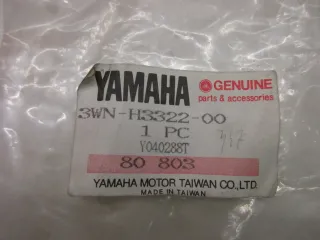 YAMAHA GENUINE
parts & accessories
3WN-H3322-00
1 PC
Y040288T
80 803
YAMAHA MOTOR TAIWAN CO.,LTD.
MADE IN TAIWAN